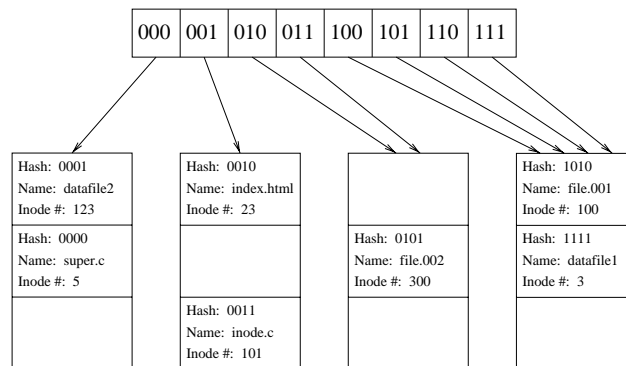 000 001 010 011 100 101 110 111
Hash: 0001
Name: datafile2
Inode #: 123
Hash: 0000
Name: super.c
Inode #: 5
Hash: 0010
Name: index.html
Inode #: 23
Hash: 0011
Name: inode.c
Inode #: 101
Hash: 0101
Name: file.002
Inode #: 300
Hash: 1010
Name: file.001
Inode #: 100
Hash: 1111
Name: datafile1
Inode #: 3